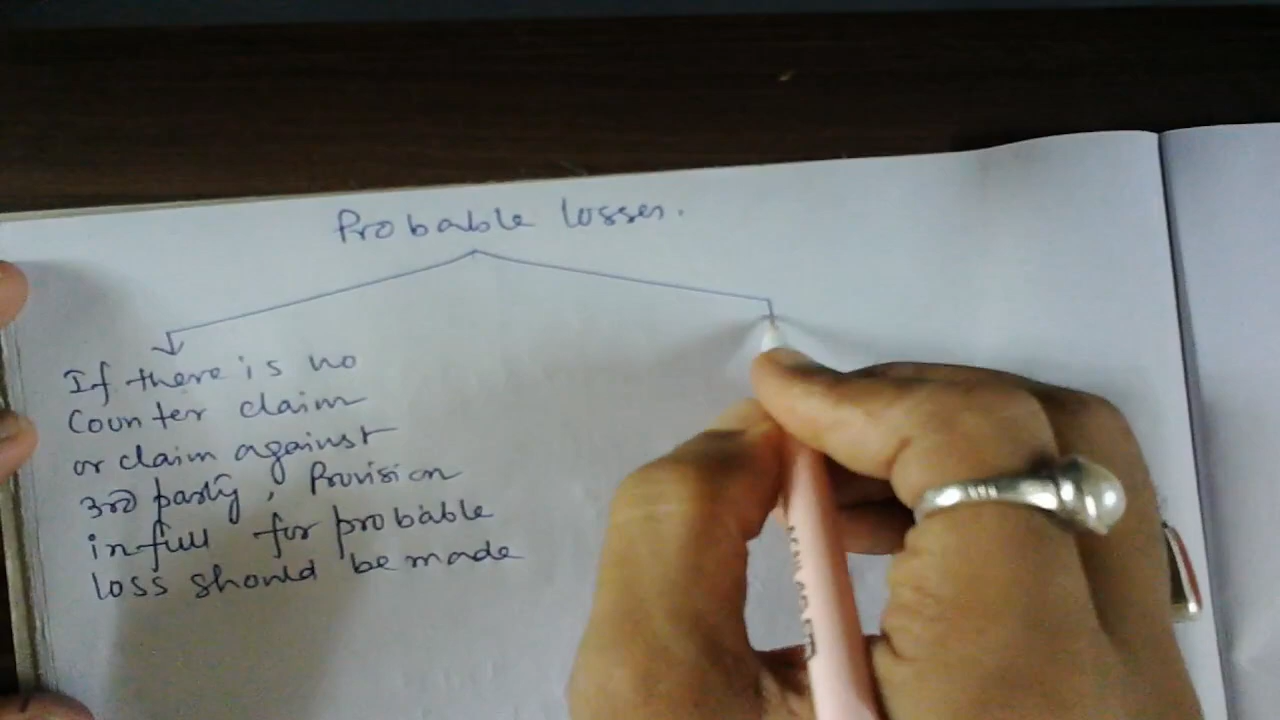 Probable losses.
If there is no
Counter claim
or claim against
3rd party, Provision
in full for probable
loss should be made